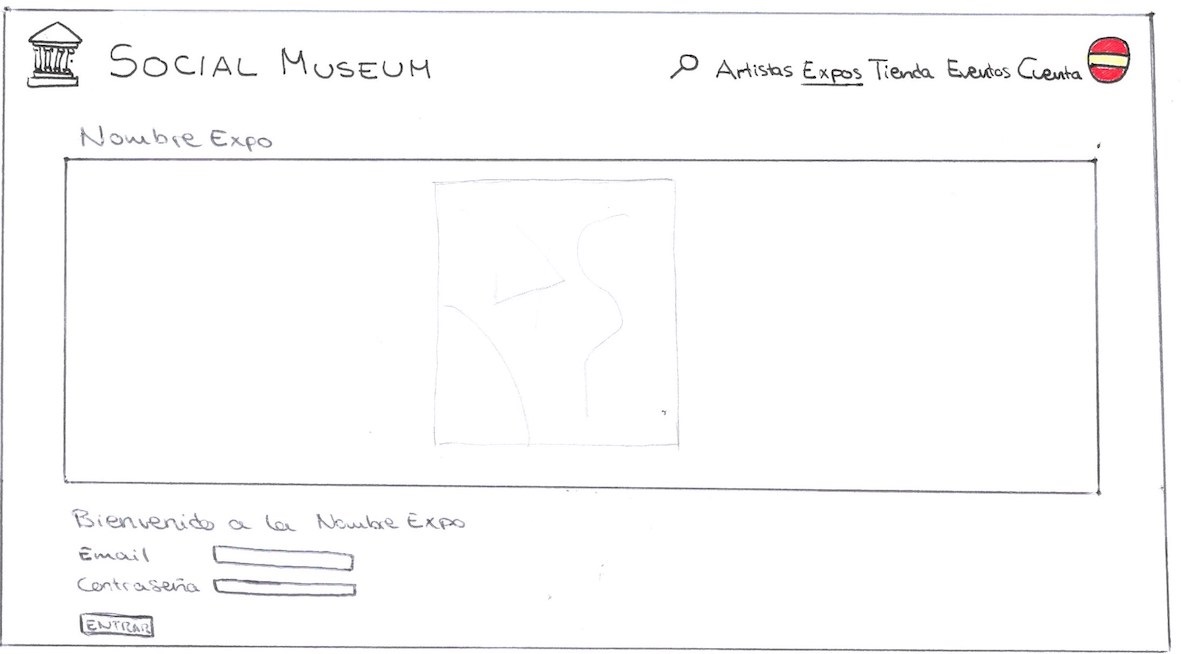 SOCIAL MUSEUM
Artistas Expos Tienda Eventos Cuenta
Nombre Expo
Bienvenido a la Nombre Expo
Email
Contraseña
ENTRAR